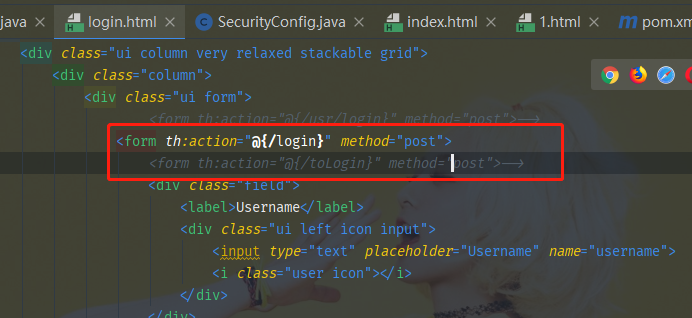 java login.html SecurityConfig.java index.html 1.html pom.xm
<div class="ui column very relaxed stackable grid">
<div class="column">
<div class="ui form">
<form th:action="@{/usr/login}" method="post">-->
<form th:action="@{/login}" method="post">
<form th:action="@{/toLogin}" method="post">-->
<div class="field">
<label>Username</label>
<div class="ui left icon input">
<input type="text" placeholder="Username" name="username">
<i class="user icon"></i>
</div>
</div>